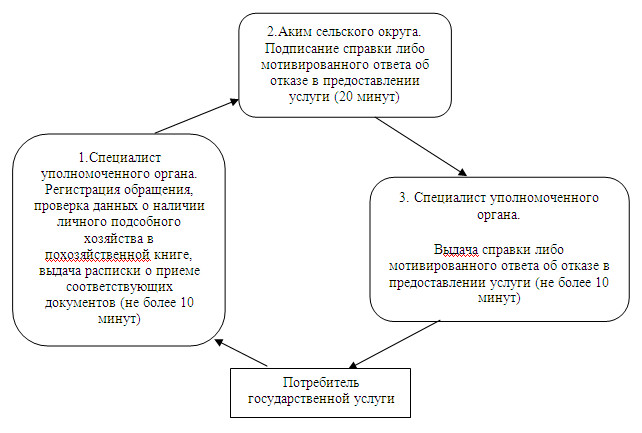 2.Аким сельского округа.
Подписание справки либо
мотивированного ответа об
отказе в предоставлении
услуги (20 минут)
1.Специалист
уполномоченного органа.
Регистрация обращения,
проверка данных о наличии
личного подсобного
хозяйства в
похозяйственной книге,
выдача расписки о приеме
соответствующих
документов (не более 10
минут)
3. Специалист уполномоченного
органа.
Выдача справки либо
мотивированного ответа об отказе в
предоставлении услуги (не более 10
минут)
Потребитель
государственной услуги